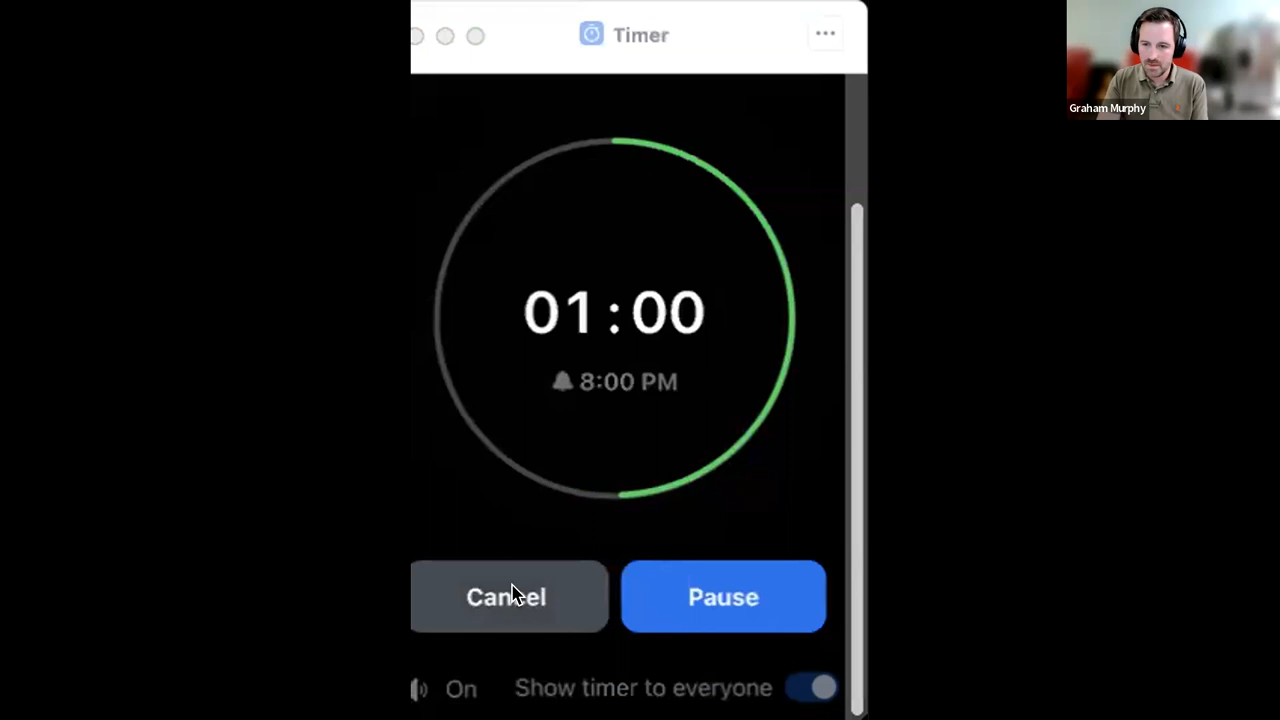 Timer
Graham Murphy
01:00
8:00 PM
Cancel
Pause
On
Show timer to everyone